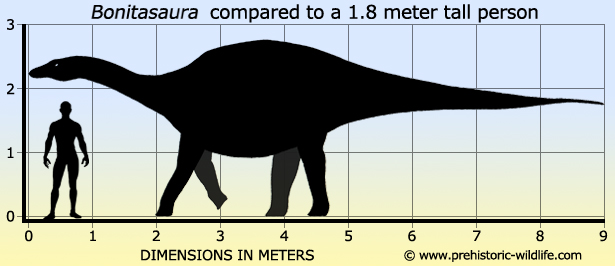 Bonitasaura compared to a 1.8 meter tall person
3
2
1
0
0 1 2 3 4 5 6 7 8 9
DIMENSIONS IN METERS © www.prehistoric-wildlife.com